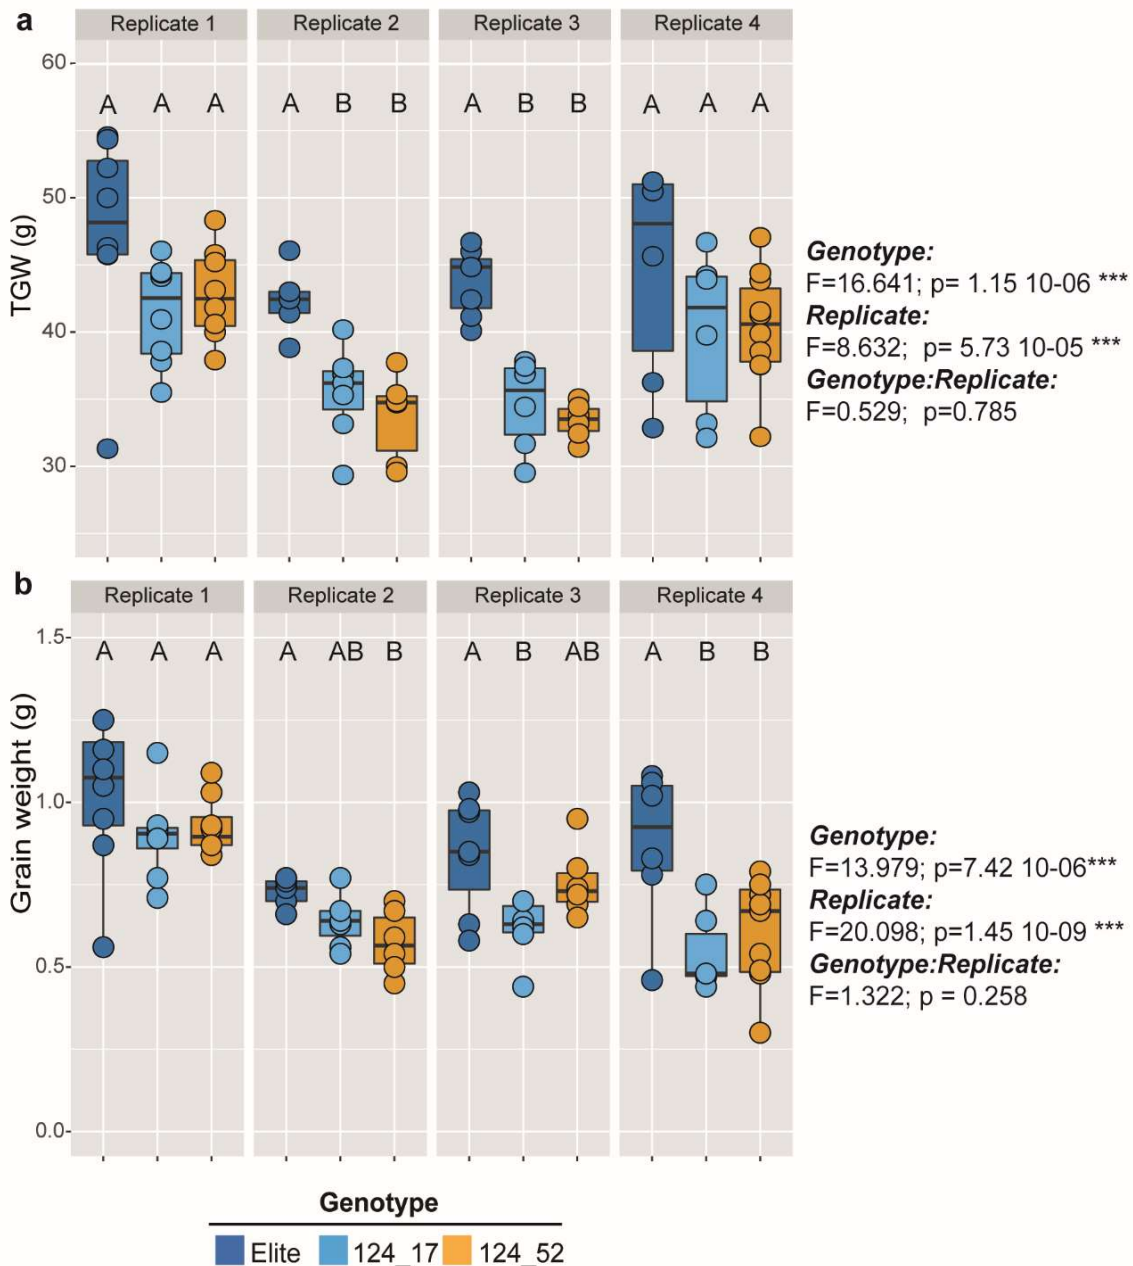 a
Replicate 1 Replicate 2 Replicate 3 Replicate 4
60
A A A A B B A B B A A A
50
40
30
TGW (g)
Genotype:
F=16.641; p= 1.15 10-06 ***
Replicate:
F=8.632; p= 5.73 10-05 ***
Genotype:Replicate:
F=0.529; p=0.785
b
Replicate 1 Replicate 2 Replicate 3 Replicate 4
1.5
A A A A AB B A B AB A B B
1.0
0.5
0.0
Grain weight (g)
Genotype:
F=13.979; p=7.42 10-06***
Replicate:
F=20.098; p=1.45 10-09 ***
Genotype:Replicate:
F=1.322; p = 0.258
Genotype
Elite 124_17 124_52